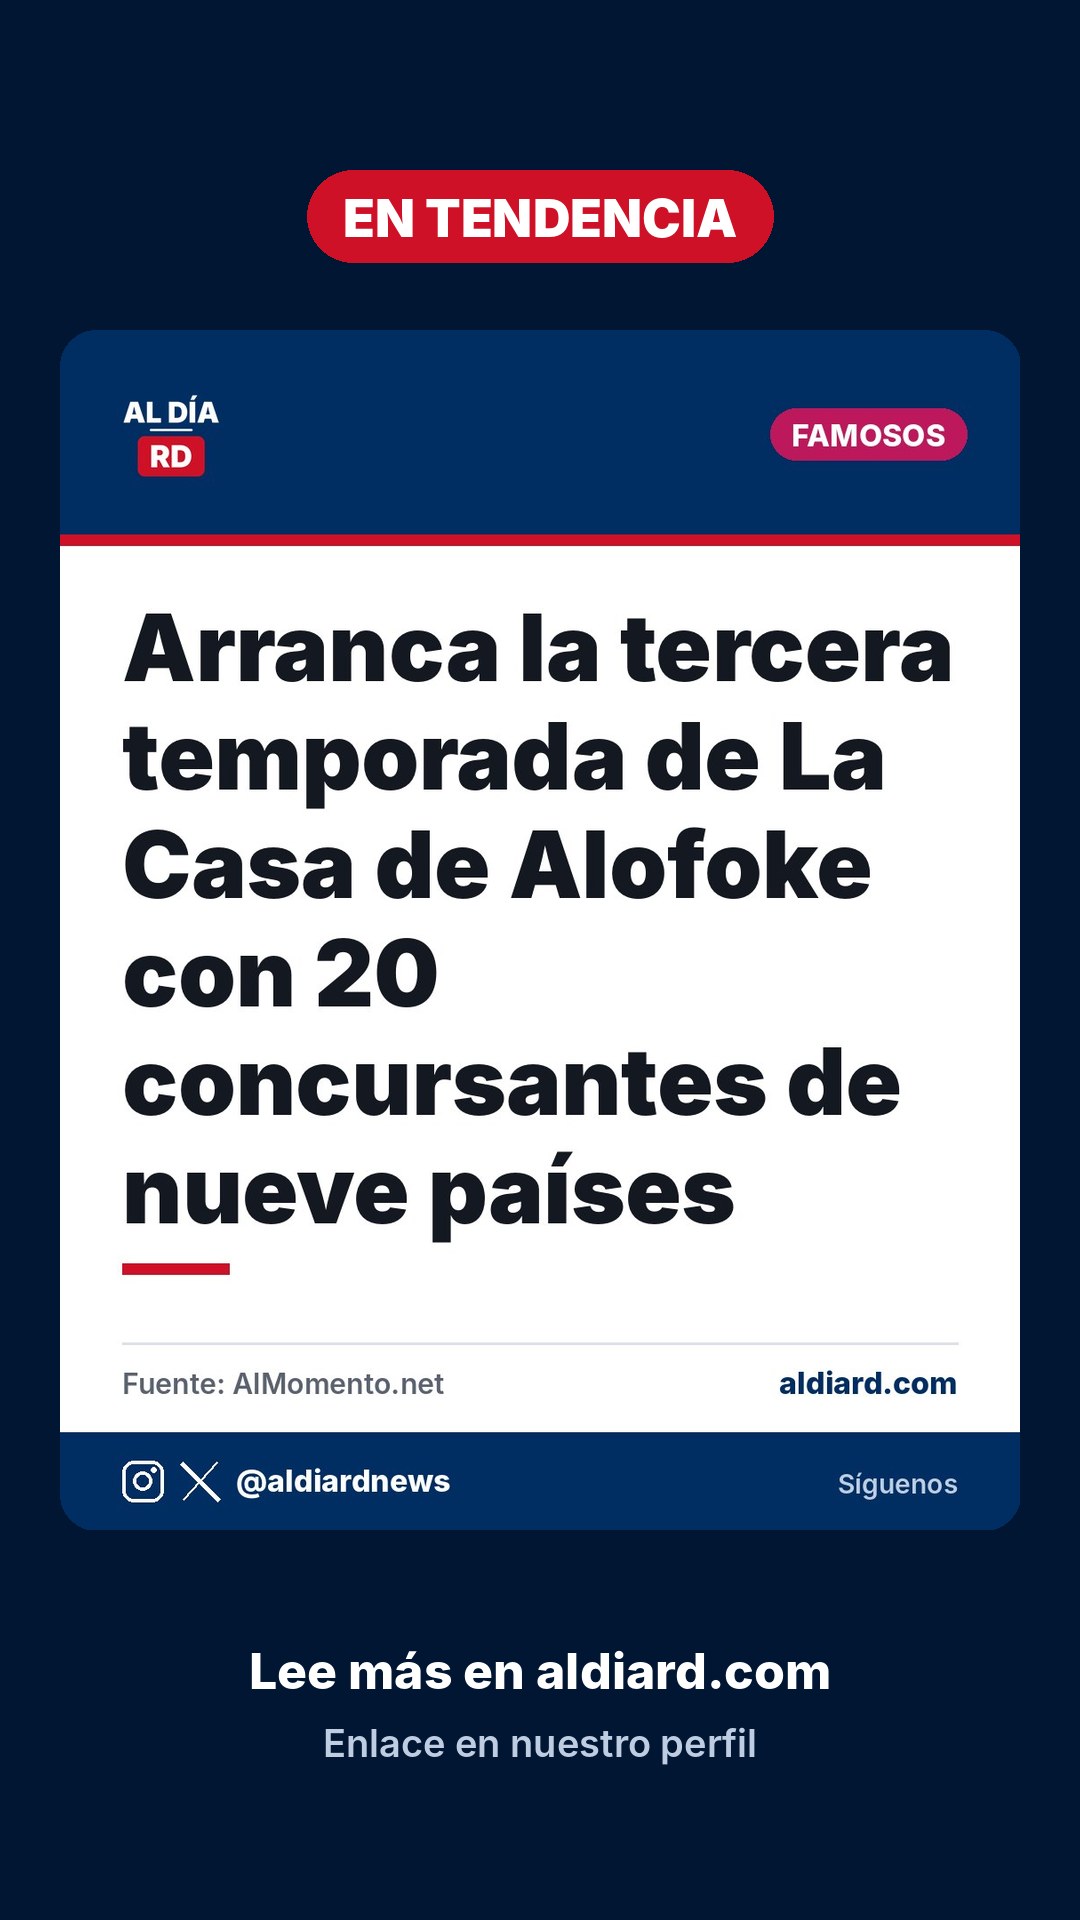 EN TENDENCIA
AL DÍA
RD
FAMOSOS
Arranca la tercera
temporada de La
Casa de Alofoke
con 20
concursantes de
nueve países
Fuente: AlMomento.net
aldiard.com
@aldiardnews
Síguenos
Lee más en aldiard.com
Enlace en nuestro perfil